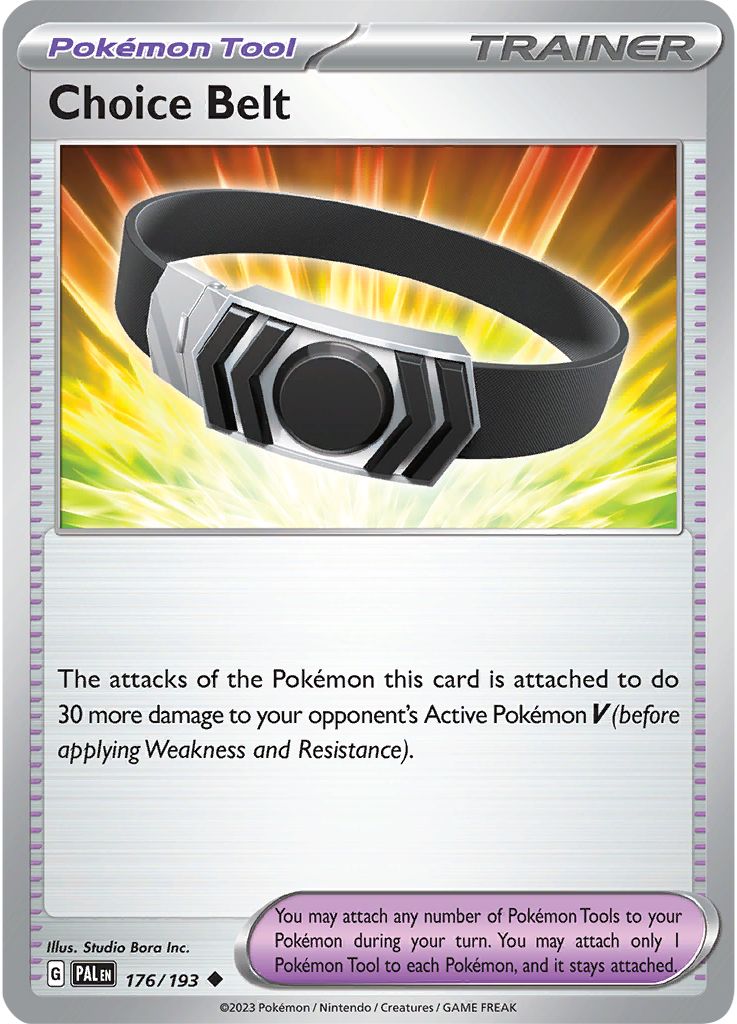 Pokémon Tool
TRAINER
Choice Belt
The attacks of the Pokémon this card is attached to do
30 more damage to your opponent's Active Pokémon V (before
applying Weakness and Resistance).
You may attach any number of Pokémon Tools to your
Pokémon during your turn. You may attach only 1
Pokémon Tool to each Pokémon, and it stays attached.
Illus. Studio Bora Inc.
G PAL EN 176/193 ◆
©2023 Pokémon / Nintendo / Creatures / GAME FREAK